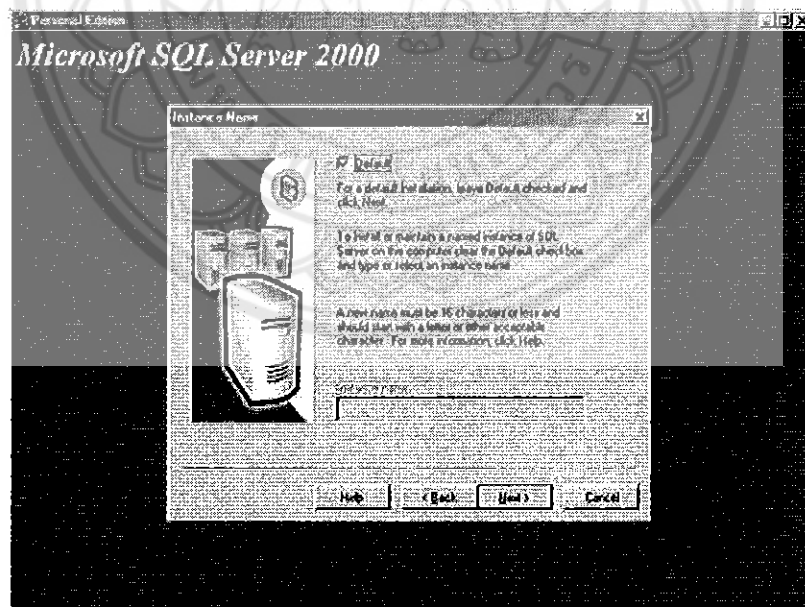 Personal Edition
Microsoft SQL Server 2000
Instance Name
Default
For a default installation, leave Default checked and
click Next.
To install or maintain a named instance of SQL
Server on this computer clear the Default check box
and type or select an instance name.
A new name must be 16 characters or less and
should start with a letter or other acceptable
character. For more information, click Help.
Instance name:
Help
< Back
Next >
Cancel